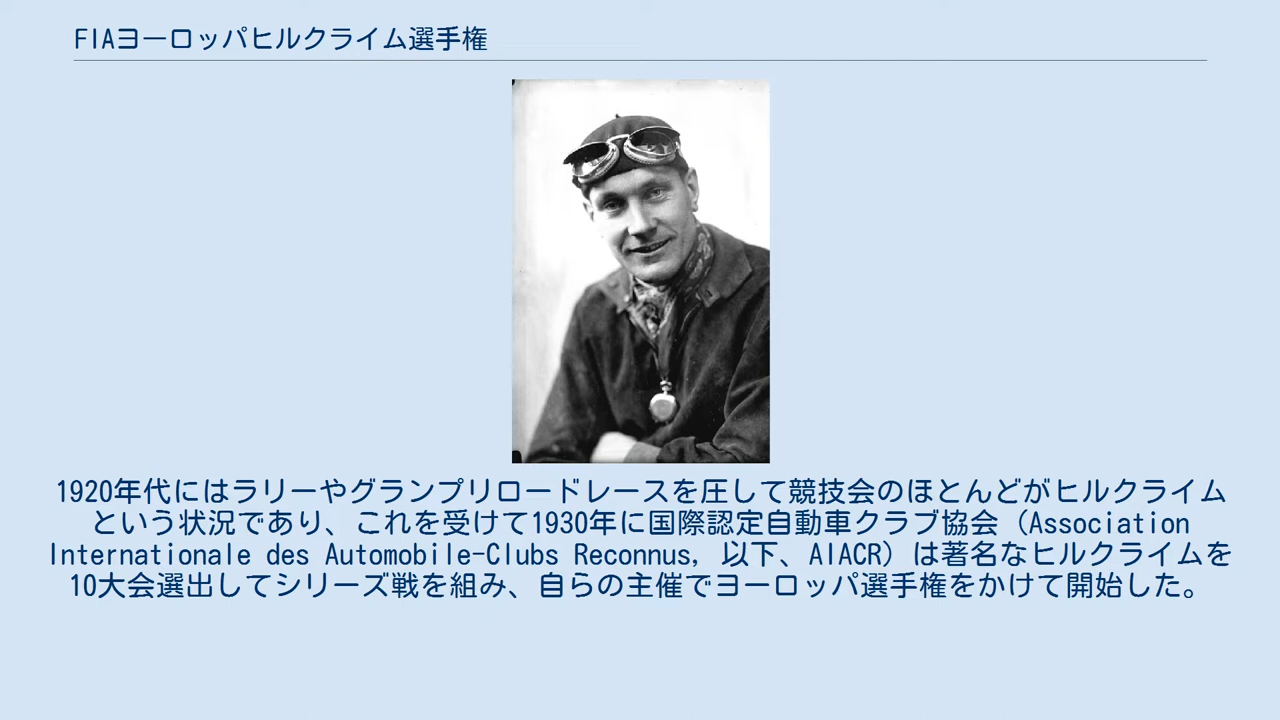 FIAヨーロッパヒルクライム選手権
1920年代にはラリーやグランプリロードレースを圧して競技会のほとんどがヒルクライム
という状況であり、これを受けて1930年に国際認定自動車クラブ協会（Association
Internationale des Automobile-Clubs Reconnus, 以下、AIACR）は著名なヒルクライムを
10大会選出してシリーズ戦を組み、自らの主催でヨーロッパ選手権をかけて開始した。